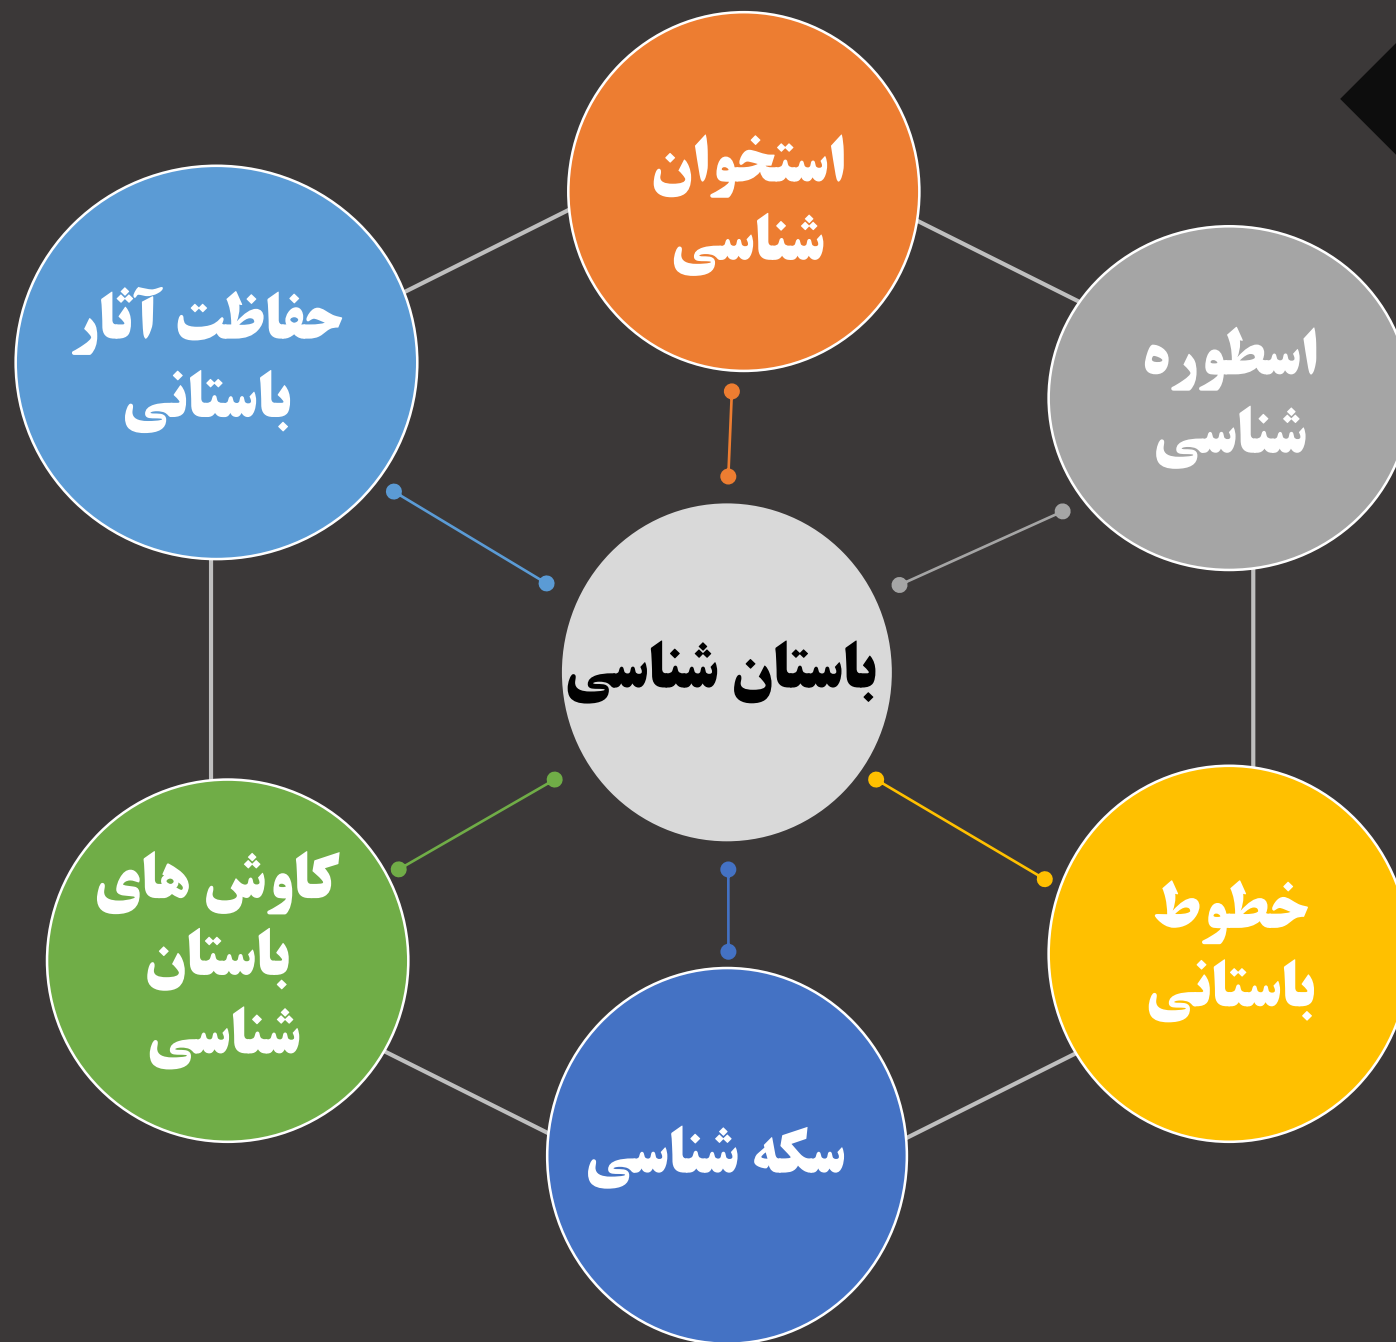 استخوان
شناسی
حفاظت آثار
باستانی
اسطوره
شناسی
باستان شناسی
کاوش های
باستان
شناسی
خطوط
باستانی
سکه شناسی